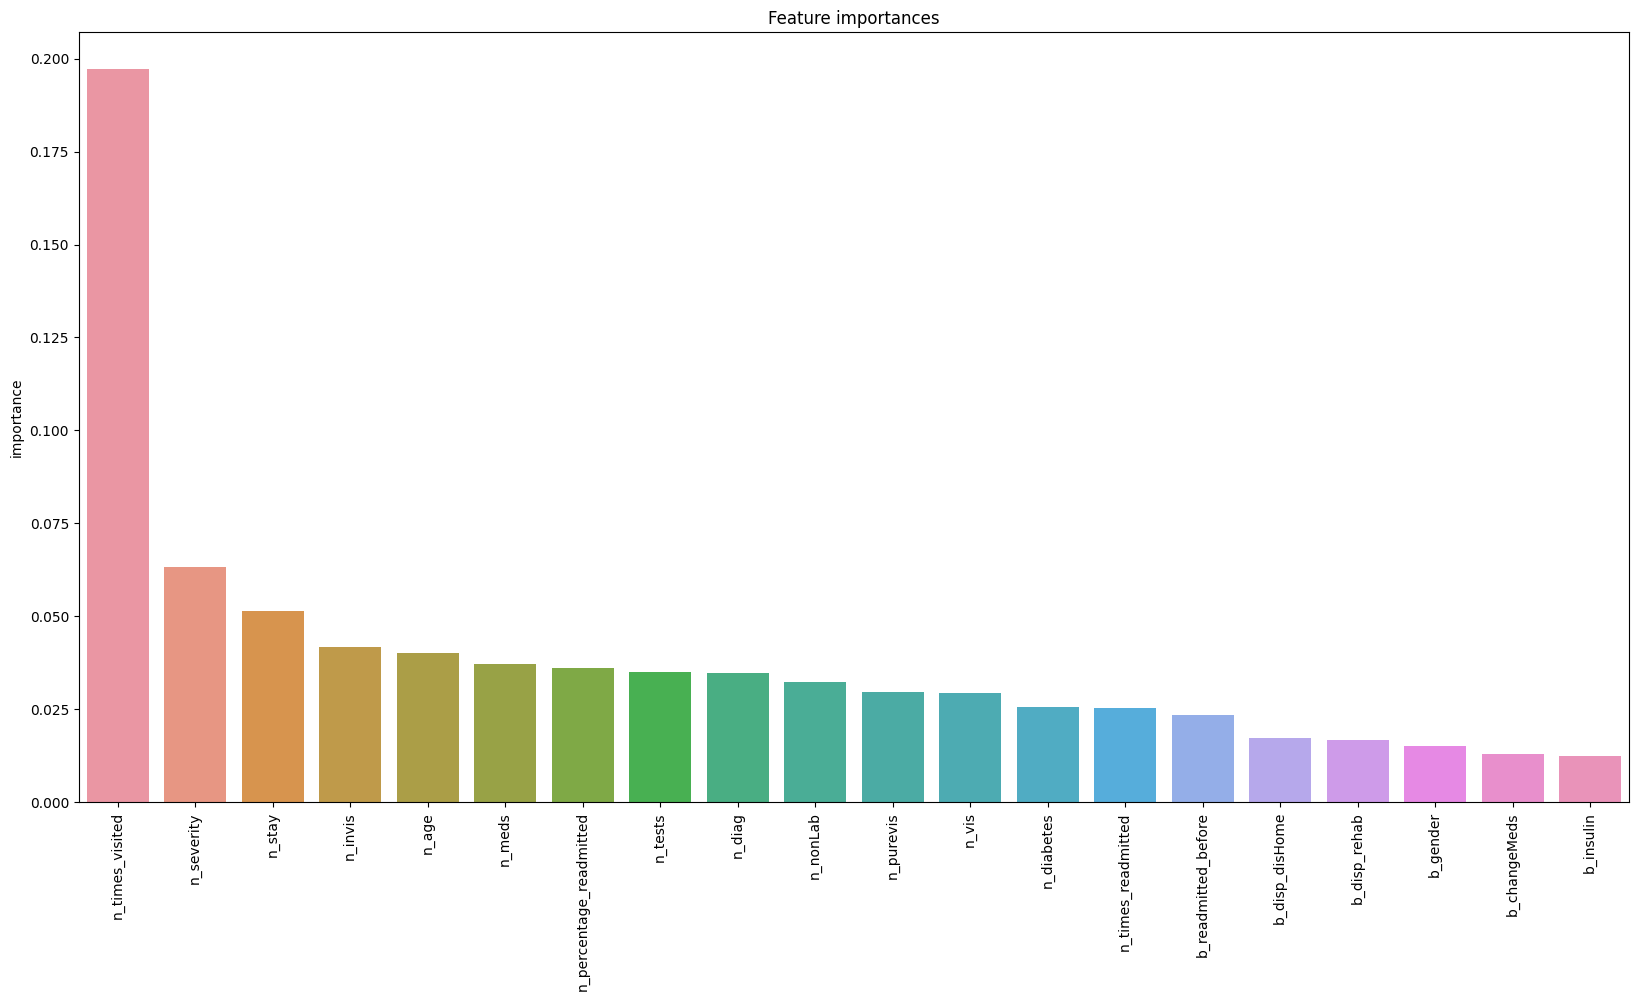 Feature importances
importance
0.200
0.175
0.150
0.125
0.100
0.075
0.050
0.025
0.000
n_times_visited
n_severity
n_stay
n_invis
n_age
n_meds
n_percentage_readmitted
n_tests
n_diag
n_nonLab
n_purevis
n_vis
n_diabetes
n_times_readmitted
b_readmitted_before
b_disp_disHome
b_disp_rehab
b_gender
b_changeMeds
b_insulin